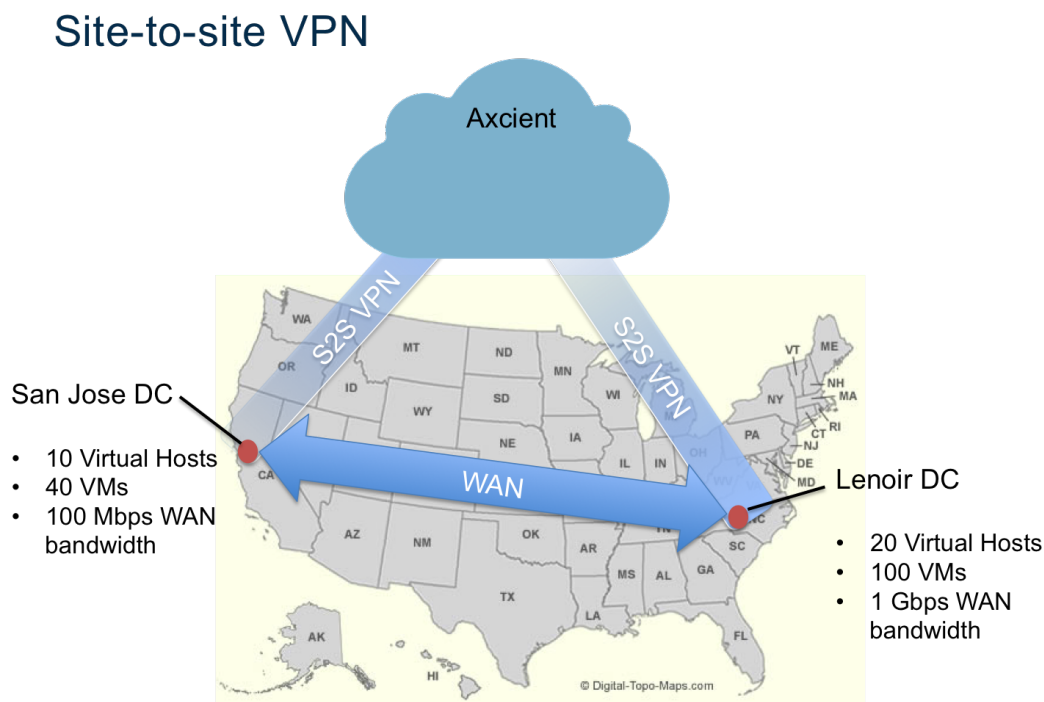 Site-to-site VPN
Axcient
S2S VPN
S2S VPN
San Jose DC
• 10 Virtual Hosts
• 40 VMs
• 100 Mbps WAN
bandwidth
WAN
Lenoir DC
• 20 Virtual Hosts
• 100 VMs
• 1 Gbps WAN
bandwidth
WA
MT
ND
MN
OR
ID
WY
SD
WI
NE
IA
IL
IN
OH
PA
NY
VT
ME
NH
MA
RI
CT
NJ
DE
MD
WV
CA
AZ
NM
OK
AR
TN
NC
SC
MS
AL
GA
TX
LA
FL
AK
HI
© Digital-Topo-Maps.com